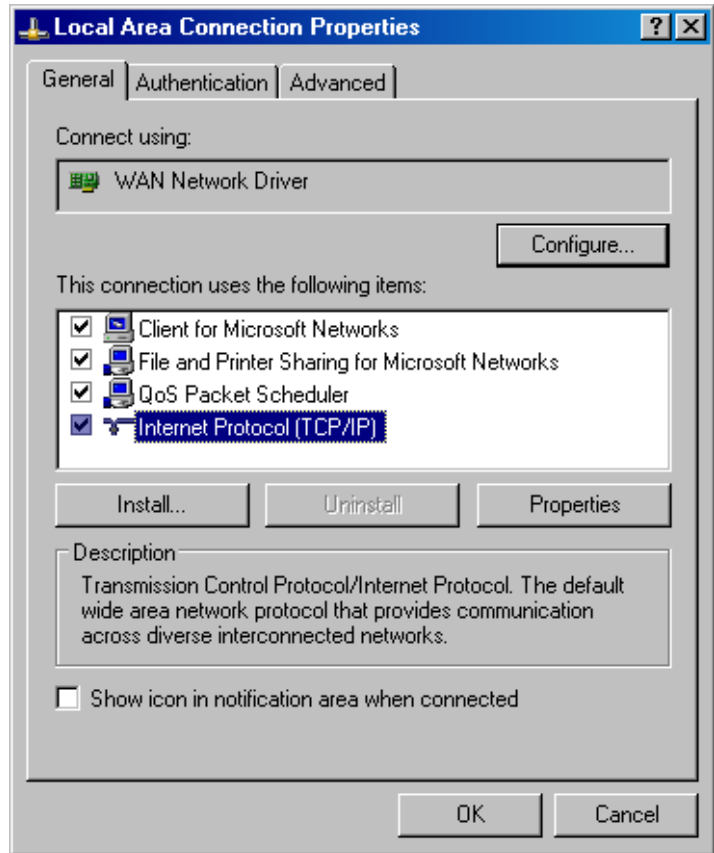 Local Area Connection Properties
General Authentication Advanced
Connect using:
WAN Network Driver
Configure...
This connection uses the following items:
Client for Microsoft Networks
File and Printer Sharing for Microsoft Networks
QoS Packet Scheduler
Internet Protocol (TCP/IP)
Install... Uninstall Properties
Description
Transmission Control Protocol/Internet Protocol. The default
wide area network protocol that provides communication
across diverse interconnected networks.
Show icon in notification area when connected
OK Cancel